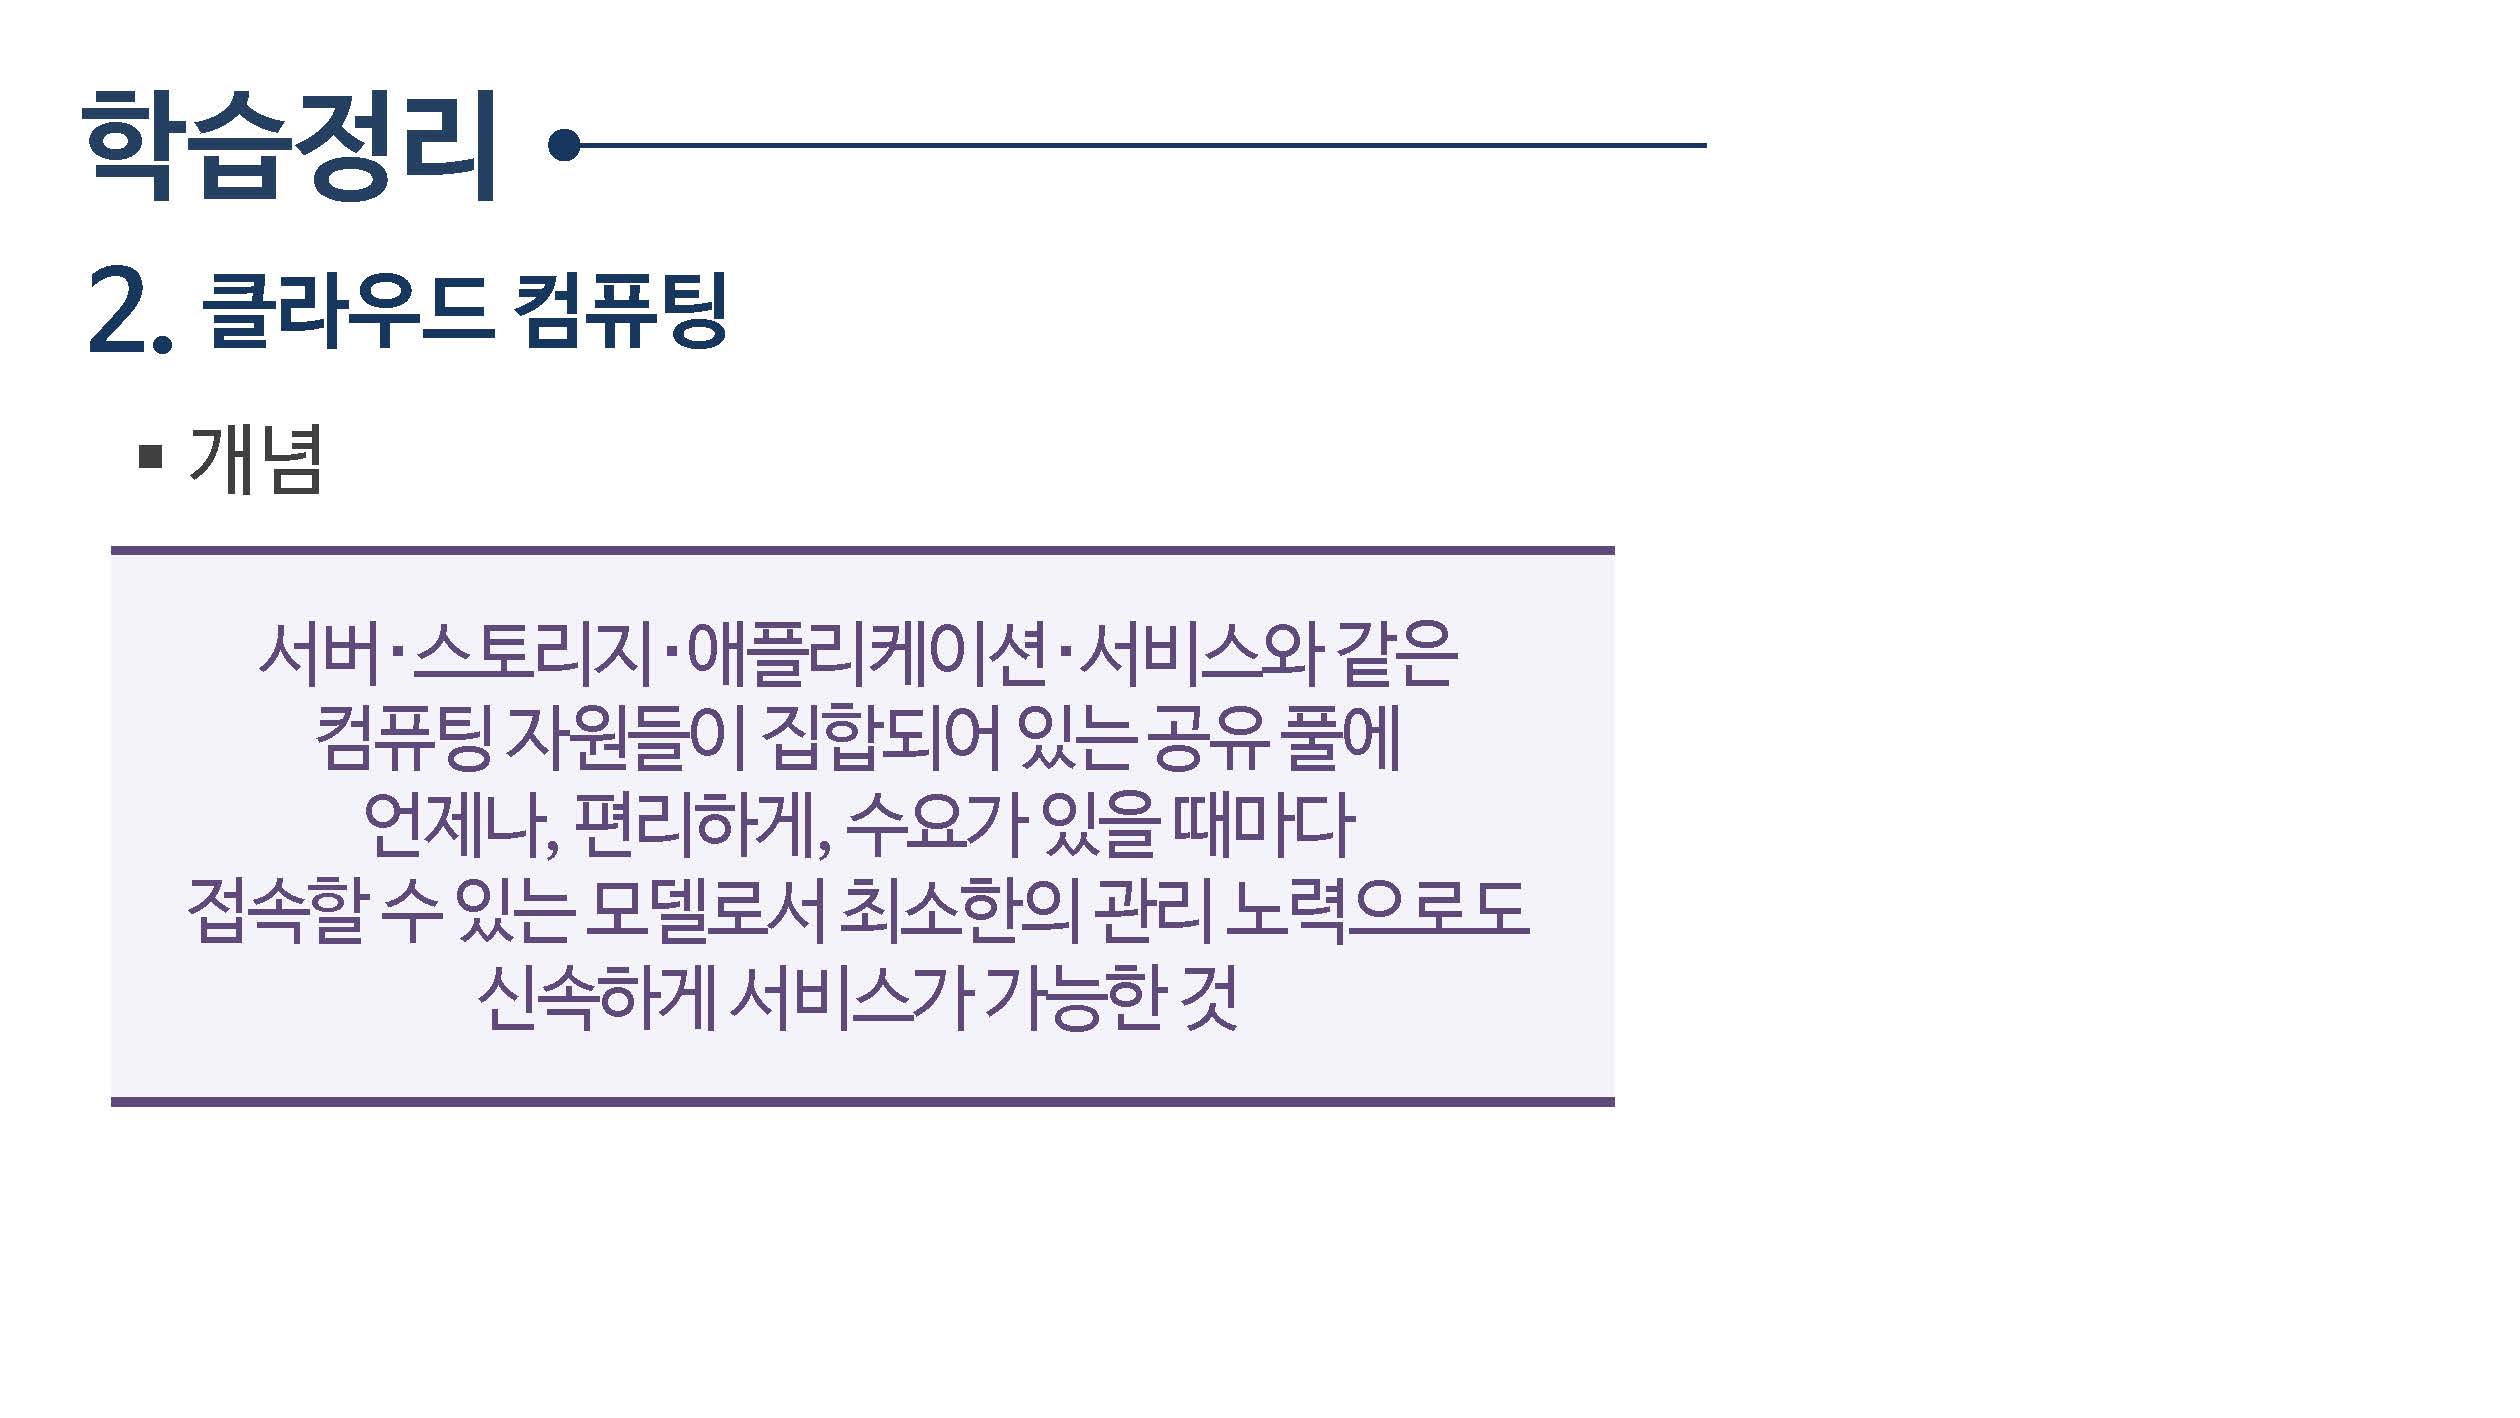 학습정리
2. 클라우드 컴퓨팅
▪ 개념
서버·스토리지·애플리케이션·서비스와 같은
컴퓨팅 자원들이 집합되어 있는 공유 풀에
언제나, 편리하게, 수요가 있을 때마다
접속할 수 있는 모델로서 최소한의 관리 노력으로도
신속하게 서비스가 가능한 것